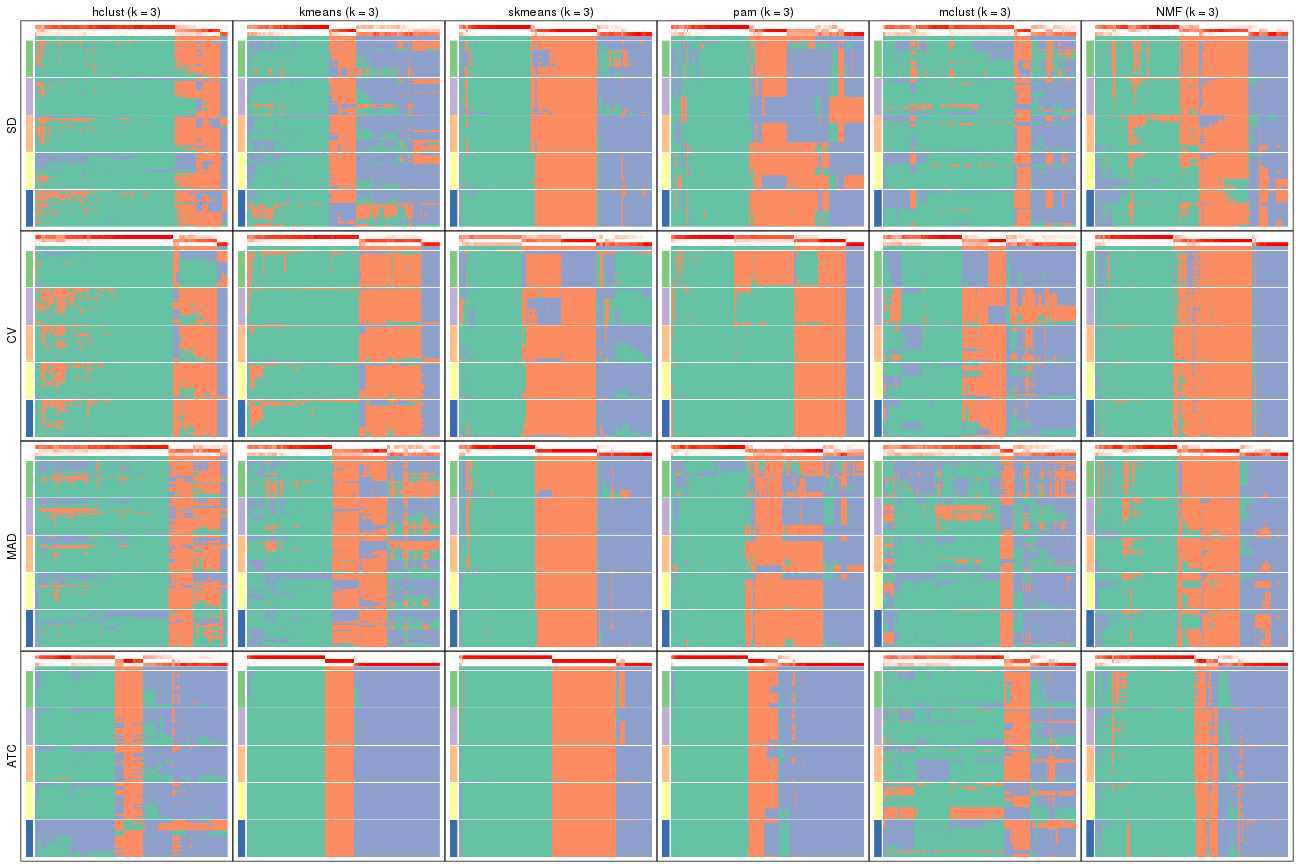 hclust (k = 3)
kmeans (k = 3)
skmeans (k = 3)
pam (k = 3)
mclust (k = 3)
NMF (k = 3)
SD
CV
MAD
ATC